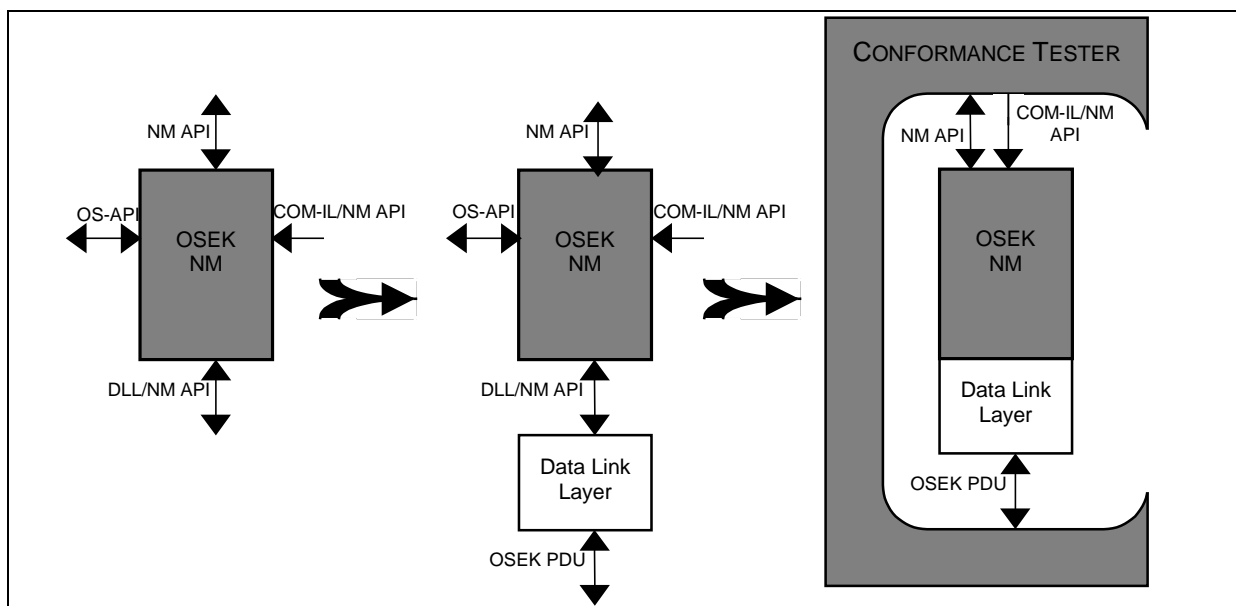 NM API
OS-API
COM-IL/NM API
OSEK
NM
DLL/NM API
NM API
OS-API
COM-IL/NM API
OSEK
NM
DLL/NM API
Data Link
Layer
OSEK PDU
CONFORMANCE TESTER
NM API
COM-IL/NM
API
OSEK
NM
Data Link
Layer
OSEK PDU